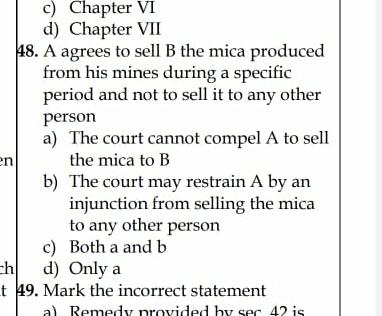 c) Chapter VI
d) Chapter VII
48. A agrees to sell B the mica produced
from his mines during a specific
period and not to sell it to any other
person
a) The court cannot compel A to sell
en
the mica to B
b) The court may restrain A by an
injunction from selling the mica
to any other person
c) Both a and b
ch
d) Only a
t
49. Mark the incorrect statement
a) Remedy provided by sec. 42 is